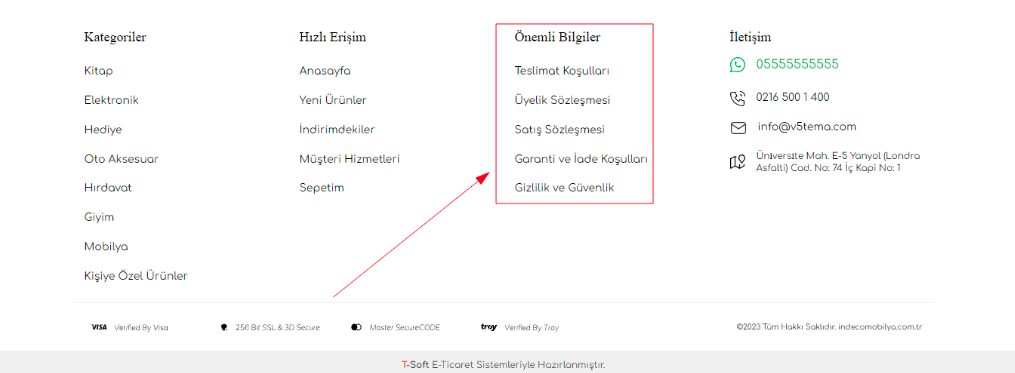 Kategoriler
Kitap
Elektronik
Hediye
Oto Aksesuar
Hırdavat
Giyim
Mobilya
Kişiye Özel Ürünler
Hızlı Erişim
Anasayfa
Yeni Ürünler
İndirimdekiler
Müşteri Hizmetleri
Sepetim
Önemli Bilgiler
Teslimat Koşulları
Üyelik Sözleşmesi
Satış Sözleşmesi
Garanti ve İade Koşulları
Gizlilik ve Güvenlik
İletişim
05555555555
0216 500 1 400
info@v5tema.com
Üniversite Mah. E-5 Yanyol (Londra
Asfalti) Cad. No: 74 İç Kapi No: 1
VISA Verified By Visa
256 Bit SSL & 3D Secure
Master SecureCODE
troy Verified By Troy
©2023 Tüm Hakkı Saklıdır. indecomobilya.com.tr
T-Soft E-Ticaret Sistemleriyle Hazırlanmıştır.